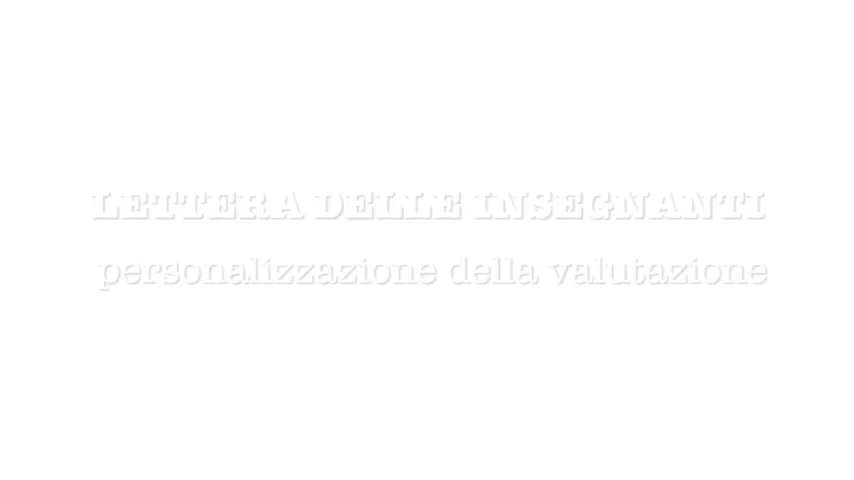 LETTERA DELLE INSEGNANTI
personalizzazione della valutazione